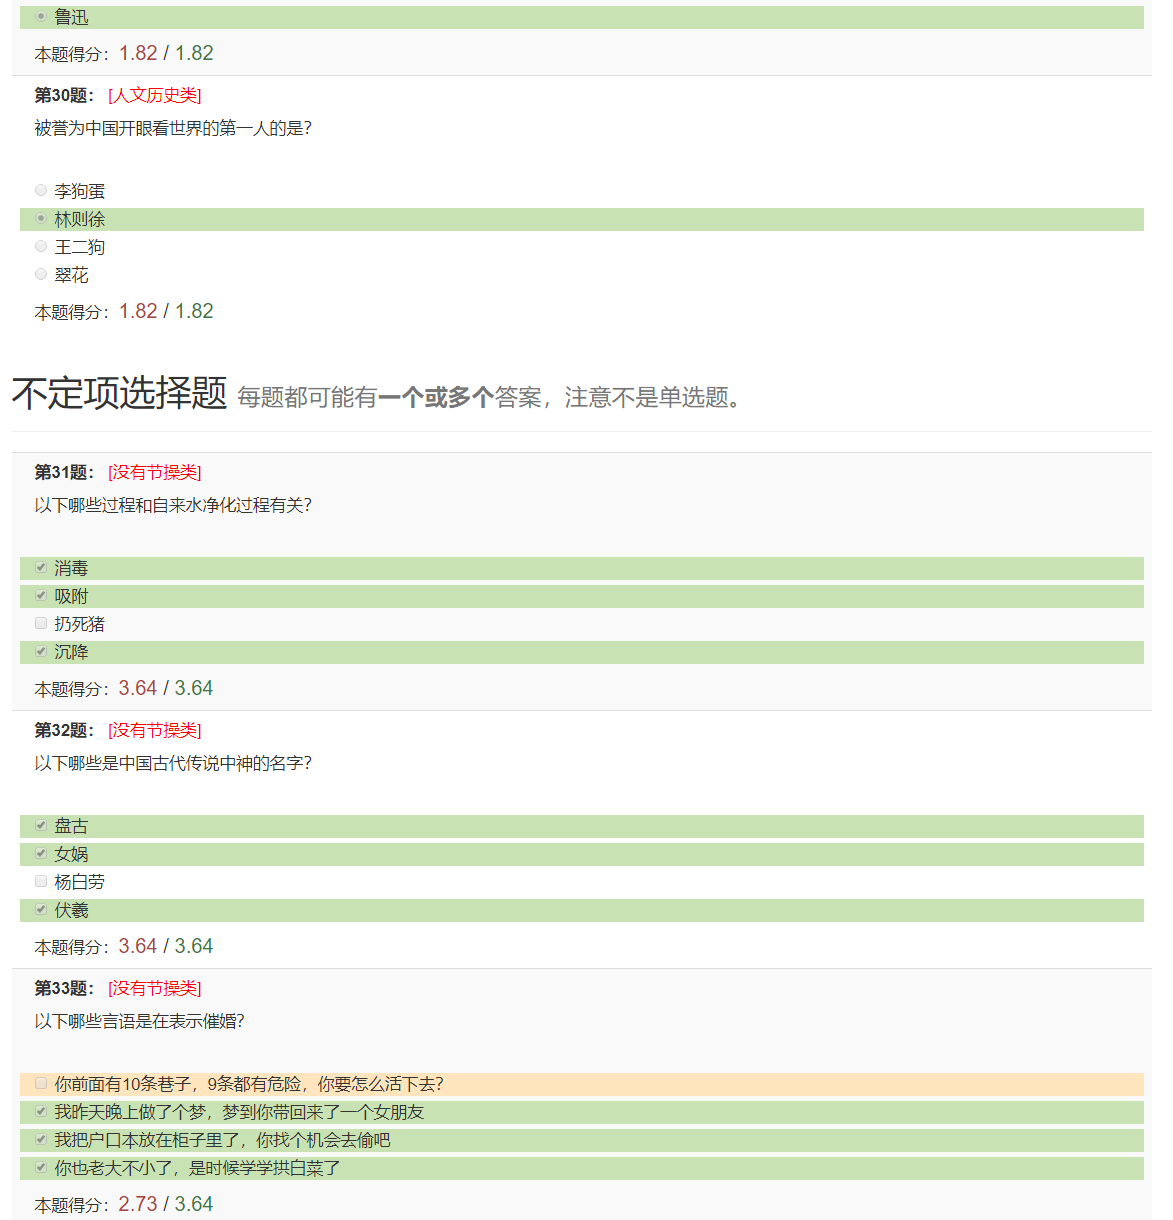 鲁迅
本题得分：1.82 / 1.82
第30题： [人文历史类]
被誉为中国开眼看世界的第一人的是？
李狗蛋
林则徐
王二狗
翠花
本题得分：1.82 / 1.82
不定项选择题 每题都可能有一个或多个答案，注意不是单选题。
第31题： [没有节操类]
以下哪些过程和自来水净化过程有关？
消毒
吸附
扔死猪
沉降
本题得分：3.64 / 3.64
第32题： [没有节操类]
以下哪些是中国古代传说中神的名字？
盘古
女娲
杨白劳
伏羲
本题得分：3.64 / 3.64
第33题： [没有节操类]
以下哪些言语是在表示催婚？
你前面有10条巷子，9条都有危险，你要怎么活下去？
我昨天晚上做了个梦，梦到你带回来了一个女朋友
我把户口本放在柜子里了，你找个机会去偷吧
你也老大不小了，是时候学学拱白菜了
本题得分：2.73 / 3.64